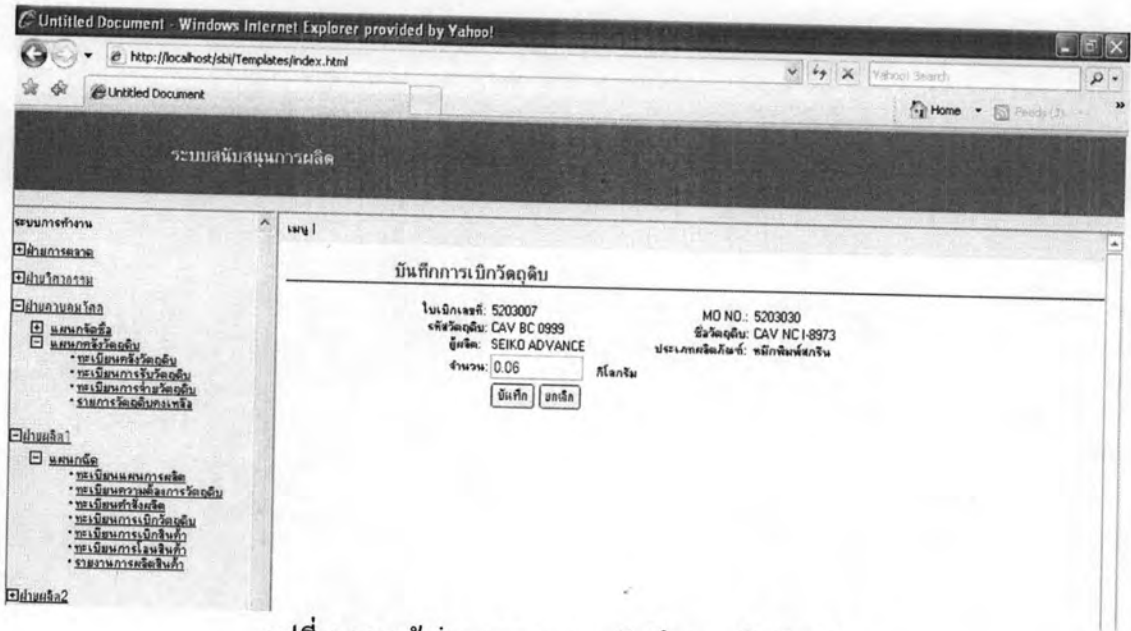 Untitled Document - Windows Internet Explorer provided by Yahoo!
http://localhost/sbi/Templates/index.html
Yahoo! Search
Untitled Document
Home
Feeds
ระบบสนับสนุนการผลิต
ระบบการทำงาน
เมนู |
ฝ่ายการตลาด
ฝ่ายวิศวกรรม
ฝ่ายควบคุมวัสดุ
แผนกจัดซื้อ
แผนกคลังวัตถุดิบ
ทะเบียนคลังวัตถุดิบ
ทะเบียนการรับวัตถุดิบ
ทะเบียนการจ่ายวัตถุดิบ
รายการวัตถุดิบคงเหลือ
ฝ่ายผลิต1
แผนกฉีด
ทะเบียนแผนการผลิต
ทะเบียนความต้องการวัตถุดิบ
ทะเบียนคำสั่งผลิต
ทะเบียนการเบิกวัตถุดิบ
ทะเบียนการเบิกสินค้า
ทะเบียนการโอนสินค้า
รายงานการผลิตสินค้า
ฝ่ายผลิต2
บันทึกการเบิกวัตถุดิบ
ใบเบิกเลขที่: 5203007 MO NO.: 5203030
รหัสวัตถุดิบ: CAV BC 0999 ชื่อวัตถุดิบ: CAV NC I-8973
ผู้ผลิต: SEIKO ADVANCE ประเภทผลิตภัณฑ์: หมึกพิมพ์สกรีน
จำนวน: 0.06 กิโลกรัม
บันทึก ยกเลิก